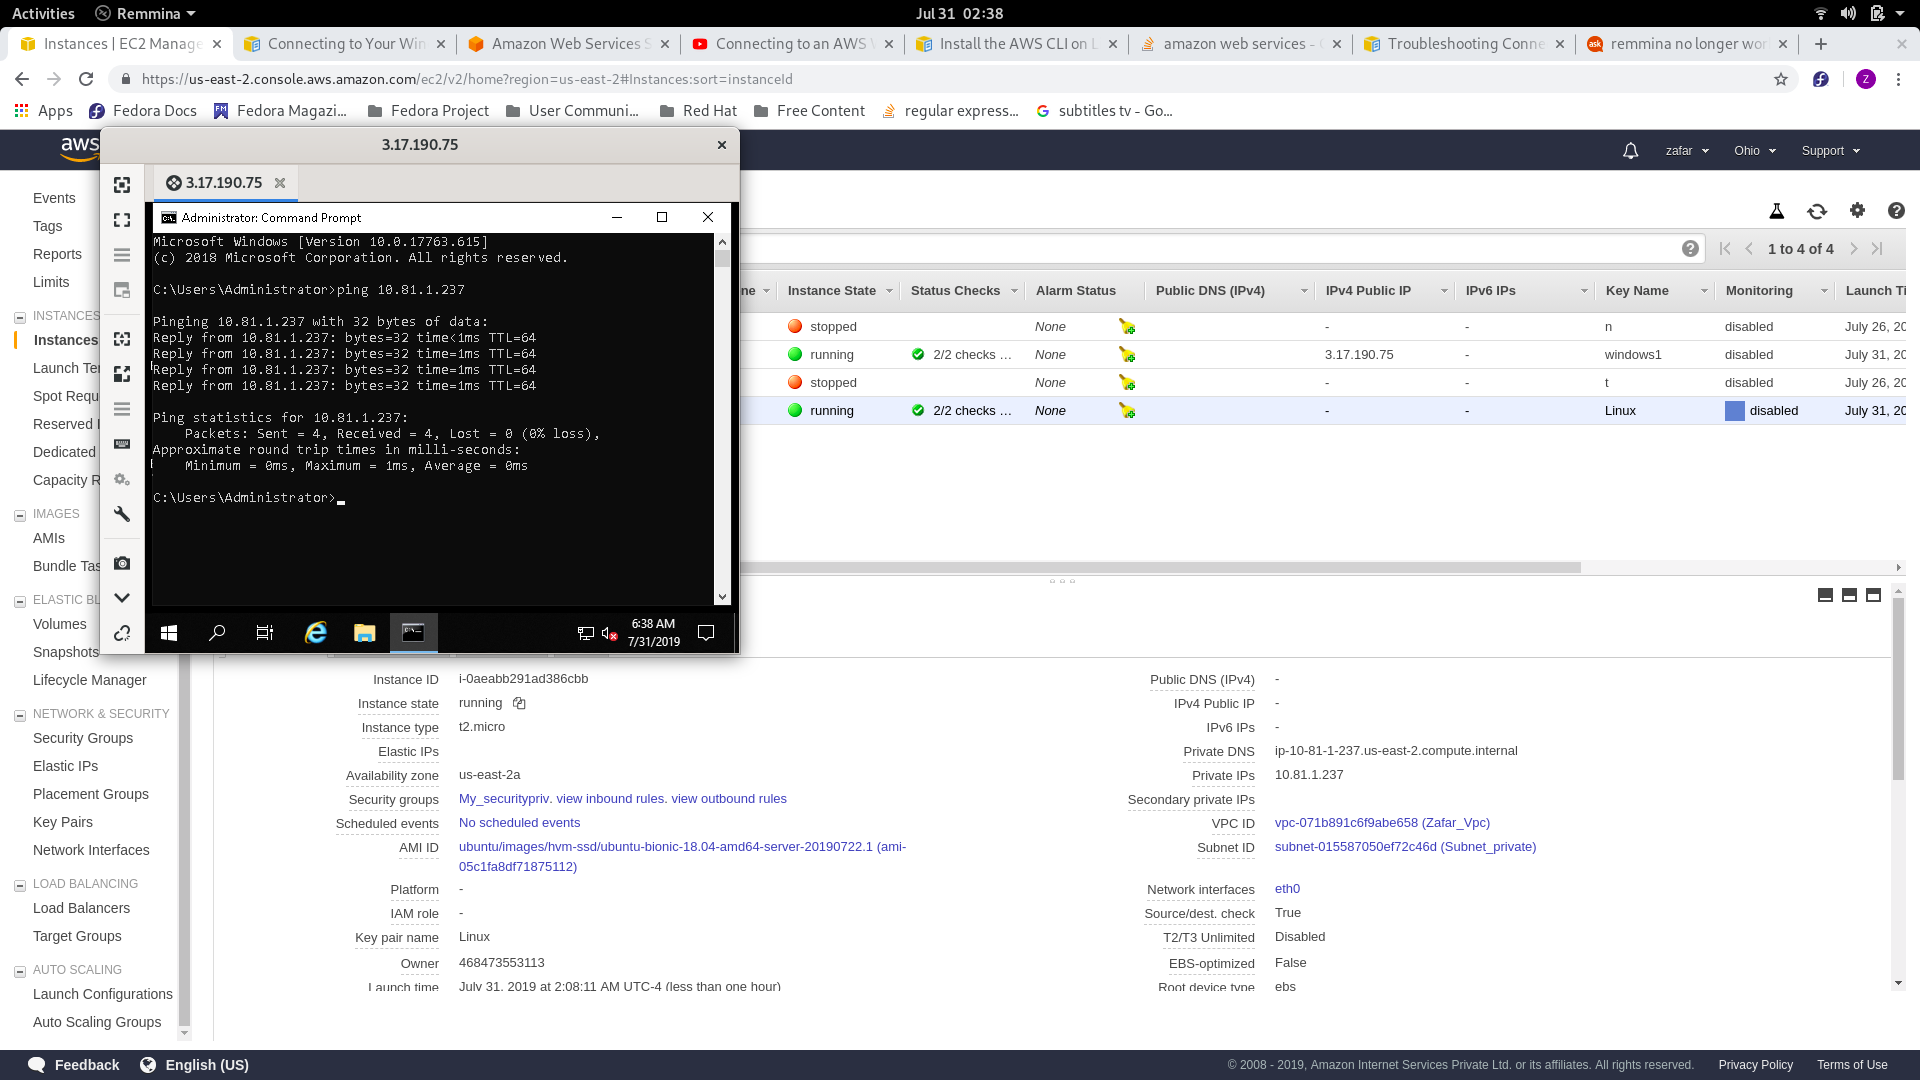 Activities
Remmina
Jul 31 02:38
Instances | EC2 Manage
Connecting to Your Win
Amazon Web Services S
Connecting to an AWS
Install the AWS CLI on L
amazon web services -
Troubleshooting Conne
remmina no longer wor
https://us-east-2.console.aws.amazon.com/ec2/v2/home?region=us-east-2#Instances:sort=instanceId
Z
Apps
Fedora Docs
FM
Fedora Magazi...
Fedora Project
User Communi...
Red Hat
Free Content
regular express...
subtitles tv - Go...
aws
zafar
Ohio
Support
3.17.190.75
3.17.190.75
Administrator: Command Prompt
Microsoft Windows [Version 10.0.17763.615]
(c) 2018 Microsoft Corporation. All rights reserved.
C:\Users\Administrator>ping 10.81.1.237
Pinging 10.81.1.237 with 32 bytes of data:
Reply from 10.81.1.237: bytes=32 time<1ms TTL=64
Reply from 10.81.1.237: bytes=32 time=1ms TTL=64
Reply from 10.81.1.237: bytes=32 time=1ms TTL=64
Reply from 10.81.1.237: bytes=32 time=1ms TTL=64
Ping statistics for 10.81.1.237:
Packets: Sent = 4, Received = 4, Lost = 0 (0% loss),
Approximate round trip times in milli-seconds:
Minimum = 0ms, Maximum = 1ms, Average = 0ms
C:\Users\Administrator>
6:38 AM
7/31/2019
Events
Tags
Reports
Limits
INSTANCES
Instances
Launch Te
Spot Requ
Reserved I
Dedicated
Capacity R
IMAGES
AMIs
Bundle Tas
ELASTIC BL
Volumes
Snapshots
Lifecycle Manager
NETWORK & SECURITY
Security Groups
Elastic IPs
Placement Groups
Key Pairs
Network Interfaces
LOAD BALANCING
Load Balancers
Target Groups
AUTO SCALING
Launch Configurations
Auto Scaling Groups
1 to 4 of 4
ne Instance State Status Checks Alarm Status Public DNS (IPv4) IPv4 Public IP IPv6 IPs Key Name Monitoring Launch Ti
stopped None - - n disabled July 26, 20
running 2/2 checks ... None 3.17.190.75 - windows1 disabled July 31, 20
stopped None - - t disabled July 26, 20
running 2/2 checks ... None - - Linux disabled July 31, 20
Instance ID i-0aeabb291ad386cbb
Instance state running
Instance type t2.micro
Elastic IPs
Availability zone us-east-2a
Security groups My_securitypriv. view inbound rules. view outbound rules
Scheduled events No scheduled events
AMI ID ubuntu/images/hvm-ssd/ubuntu-bionic-18.04-amd64-server-20190722.1 (ami-
05c1fa8df71875112)
Platform -
IAM role -
Key pair name Linux
Owner 468473553113
Launch time July 31, 2019 at 2:08:11 AM UTC-4 (less than one hour)
Public DNS (IPv4) -
IPv4 Public IP -
IPv6 IPs -
Private DNS ip-10-81-1-237.us-east-2.compute.internal
Private IPs 10.81.1.237
Secondary private IPs
VPC ID vpc-071b891c6f9abe658 (Zafar_Vpc)
Subnet ID subnet-015587050ef72c46d (Subnet_private)
Network interfaces eth0
Source/dest. check True
T2/T3 Unlimited Disabled
EBS-optimized False
Root device type ebs
Feedback
English (US)
© 2008 - 2019, Amazon Internet Services Private Ltd. or its affiliates. All rights reserved.
Privacy Policy
Terms of Use